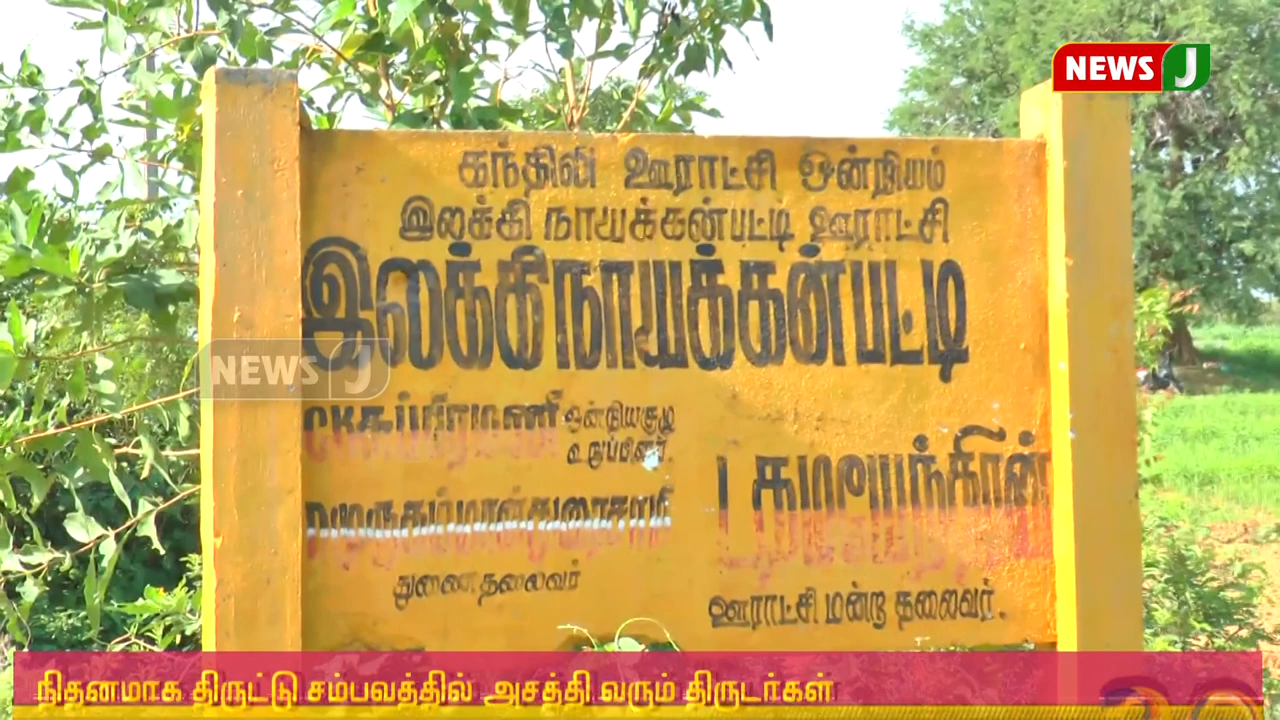 NEWS J
கந்திலி ஊராட்சி ஒன்றியம்
இலக்கி நாயக்கன்பட்டி ஊராட்சி
இலக்கிநாயக்கன்பட்டி
NEWS J
ஒன்றியகுழு
உறுப்பினர்.
துணை தலைவர்
ஊராட்சி மன்ற தலைவர்.
நிதானமாக திருட்டு சம்பவத்தில் அசத்தி வரும் திருடர்கள்